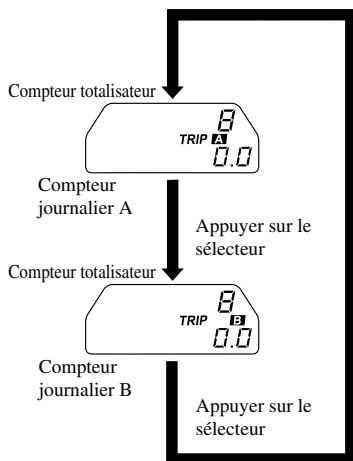 Compteur totalisateur
8
TRIP A
0.0
Compteur
journalier A
Appuyer sur le
sélecteur
Compteur totalisateur
8
TRIP B
0.0
Compteur
journalier B
Appuyer sur le
sélecteur